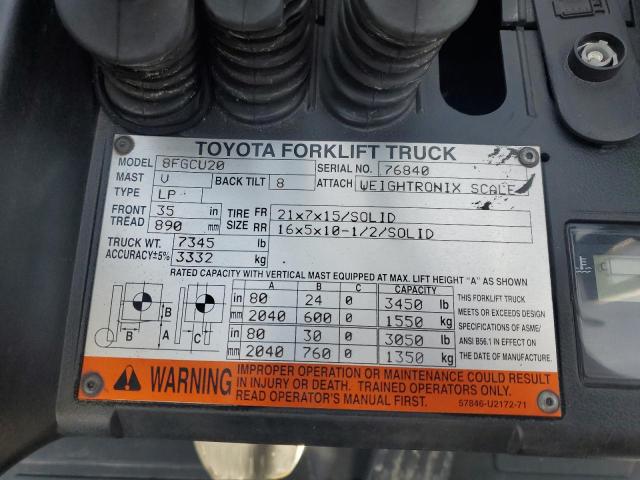 TOYOTA FORKLIFT TRUCK
MODEL 8FGCU20 SERIAL NO. 76840
MAST V BACK TILT 8 ATTACH WEIGHTRONIX SCALE
TYPE LP
FRONT 35 in TIRE FR 21x7x15/SOLID
TREAD 890 mm SIZE RR 16x5x10-1/2/SOLID
TRUCK WT. 7345 lb
ACCURACY±5% 3332 kg
RATED CAPACITY WITH VERTICAL MAST EQUIPPED AT MAX. LIFT HEIGHT "A" AS SHOWN
A B C CAPACITY
in 80 24 0 3450 lb
mm 2040 600 0 1550 kg
in 80 30 0 3050 lb
mm 2040 760 0 1350 kg
B A B C
THIS FORKLIFT TRUCK
MEETS OR EXCEEDS DESIGN
SPECIFICATIONS OF ASME/
ANSI B56.1 IN EFFECT ON
THE DATE OF MANUFACTURE.
WARNING
IMPROPER OPERATION OR MAINTENANCE COULD RESULT
IN INJURY OR DEATH. TRAINED OPERATORS ONLY.
READ OPERATOR'S MANUAL FIRST.
57846-U2172-71